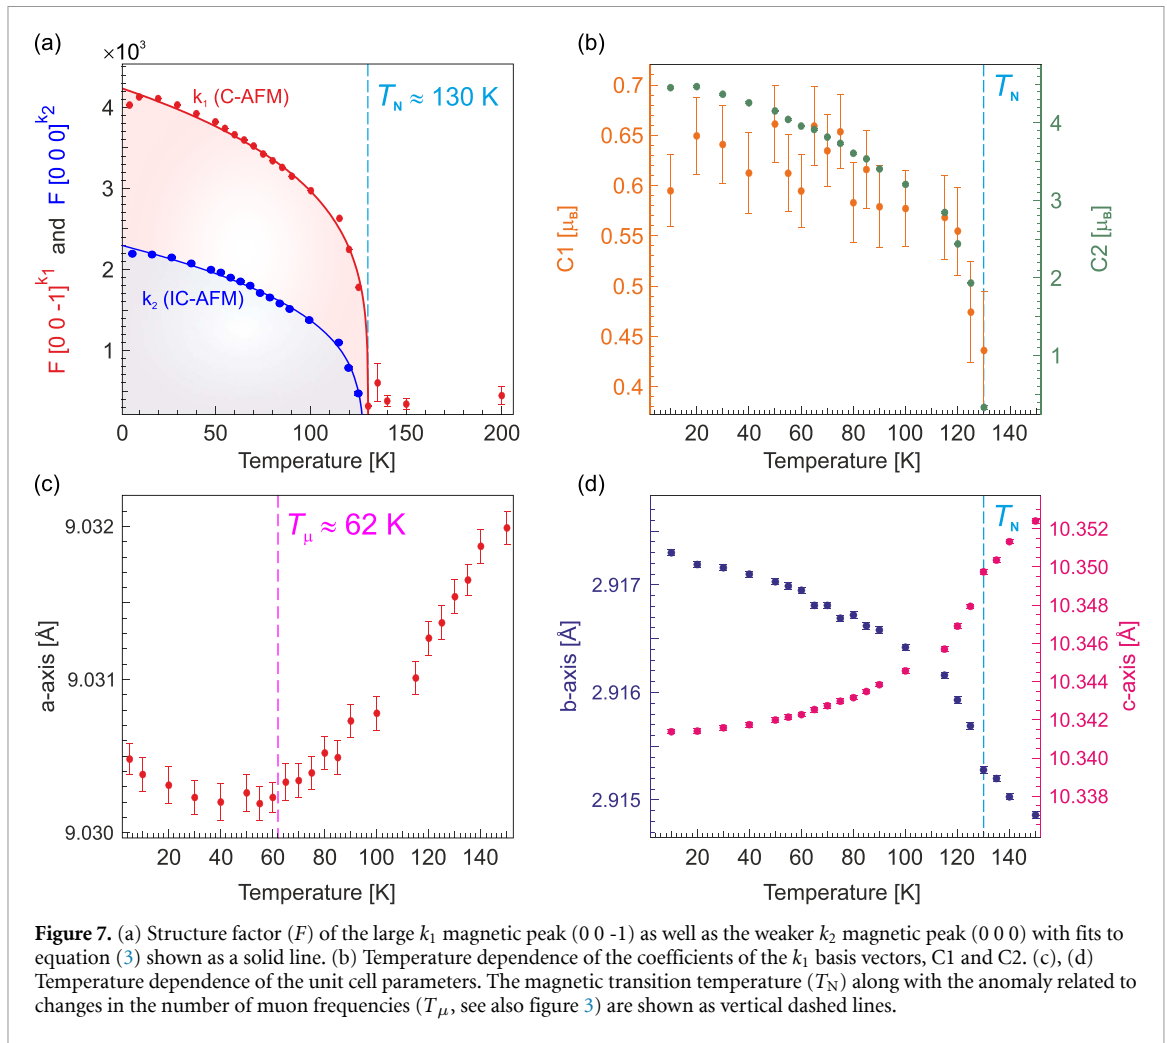 (a)
×10³
F [0 0 -1]^k₁ and F [0 0 0]^k₂
4
3
2
1
k₁ (C-AFM)
k₂ (IC-AFM)
T_N ≈ 130 K
0
50
100
150
200
Temperature [K]
(b)
C1 [μ_B]
0.7
0.65
0.6
0.55
0.5
0.45
0.4
T_N
4
3
2
1
C2 [μ_B]
20 40 60 80 100 120 140
Temperature [K]
(c)
a-axis [Å]
9.032
9.031
9.030
T_μ ≈ 62 K
20 40 60 80 100 120 140
Temperature [K]
(d)
b-axis [Å]
2.917
2.916
2.915
T_N
10.352
10.350
10.348
10.346
10.344
10.342
10.340
10.338
c-axis [Å]
20 40 60 80 100 120 140
Temperature [K]
Figure 7. (a) Structure factor (F) of the large k₁ magnetic peak (0 0 -1) as well as the weaker k₂ magnetic peak (0 0 0) with fits to
equation (3) shown as a solid line. (b) Temperature dependence of the coefficients of the k₁ basis vectors, C1 and C2. (c), (d)
Temperature dependence of the unit cell parameters. The magnetic transition temperature (T_N) along with the anomaly related to
changes in the number of muon frequencies (T_μ, see also figure 3) are shown as vertical dashed lines.